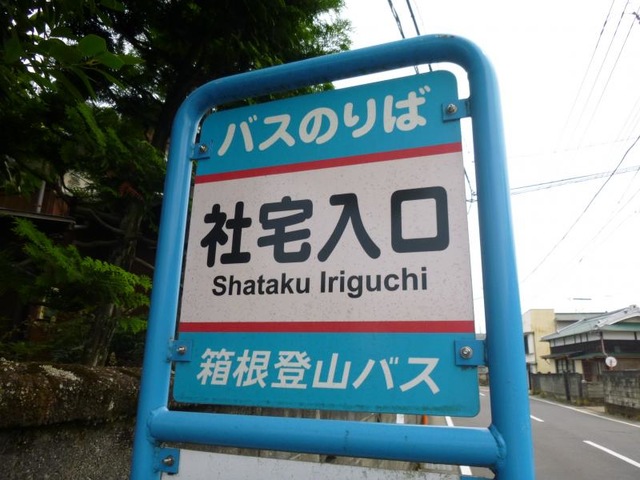 バスのりば
社宅入口
Shataku Iriguchi
箱根登山バス